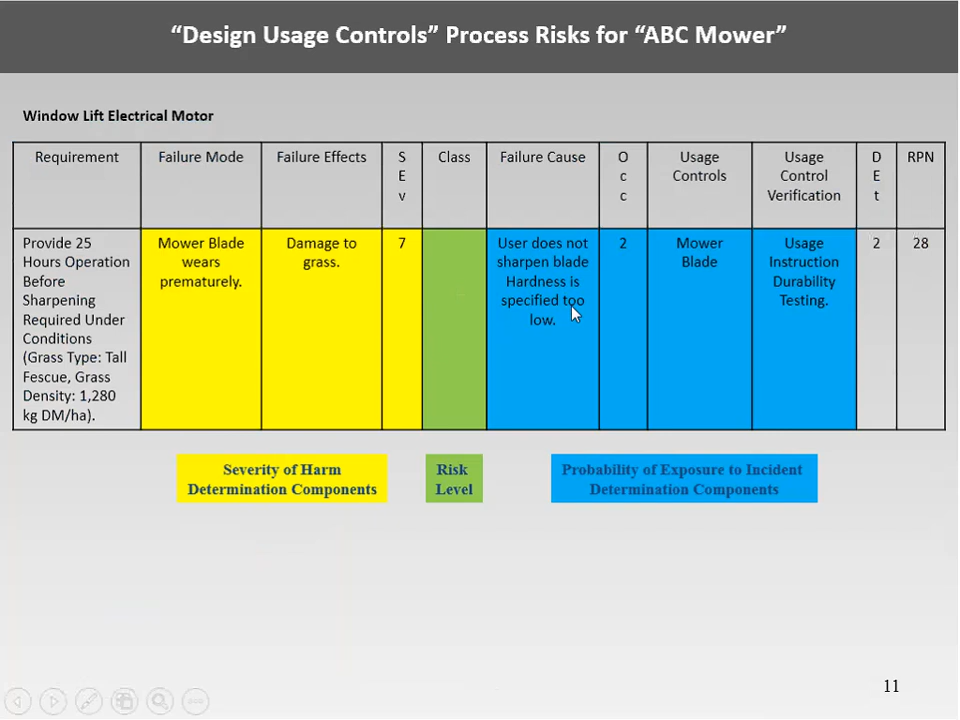 “Design Usage Controls” Process Risks for “ABC Mower”
Window Lift Electrical Motor
Requirement
Failure Mode
Failure Effects
S
E
v
Class
Failure Cause
O
c
c
Usage
Controls
Usage
Control
Verification
D
E
t
RPN
Provide 25
Hours Operation
Before
Sharpening
Required Under
Conditions
(Grass Type: Tall
Fescue, Grass
Density: 1,280
kg DM/ha).
Mower Blade
wears
prematurely.
Damage to
grass.
7
User does not
sharpen blade
Hardness is
specified too
low.
2
Mower
Blade
Usage
Instruction
Durability
Testing.
2
28
Severity of Harm
Determination Components
Risk
Level
Probability of Exposure to Incident
Determination Components
11